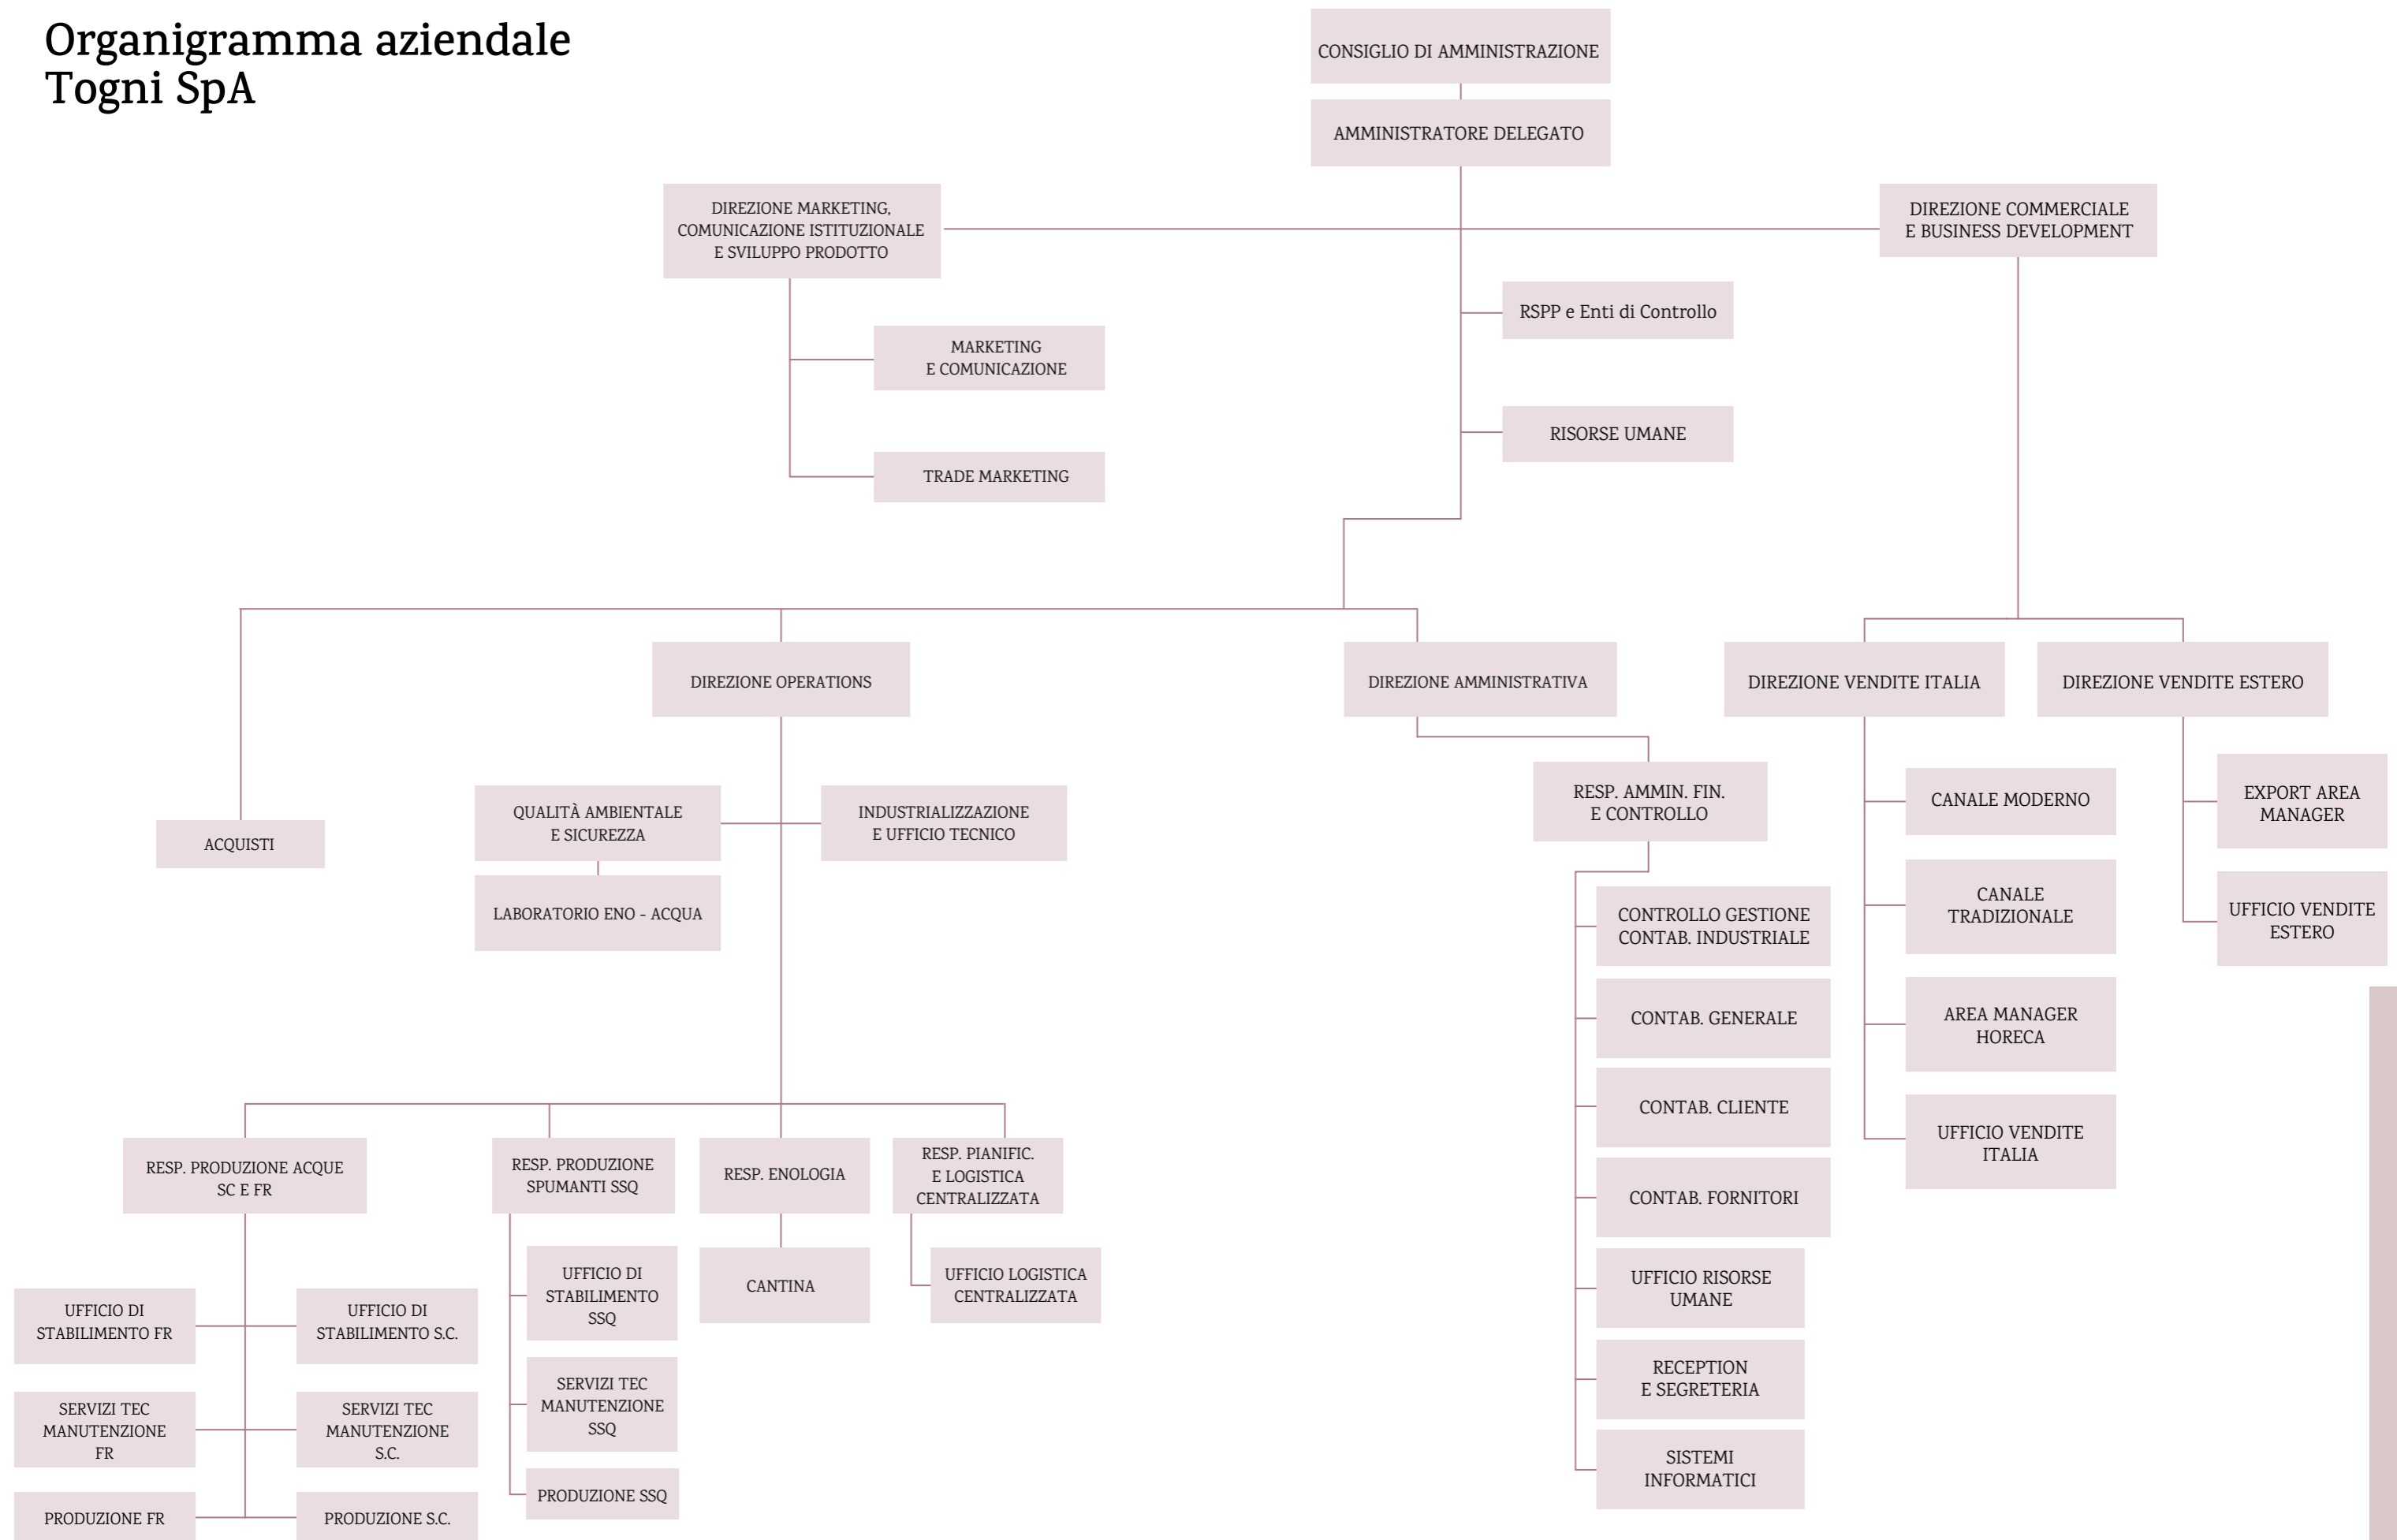 Organigramma aziendale
Togni SpA
CONSIGLIO DI AMMINISTRAZIONE
AMMINISTRATORE DELEGATO
DIREZIONE MARKETING,
COMUNICAZIONE ISTITUZIONALE
E SVILUPPO PRODOTTO
DIREZIONE COMMERCIALE
E BUSINESS DEVELOPMENT
RSPP e Enti di Controllo
MARKETING
E COMUNICAZIONE
RISORSE UMANE
TRADE MARKETING
DIREZIONE OPERATIONS
DIREZIONE AMMINISTRATIVA
DIREZIONE VENDITE ITALIA
DIREZIONE VENDITE ESTERO
ACQUISTI
QUALITÀ AMBIENTALE
E SICUREZZA
INDUSTRIALIZZAZIONE
E UFFICIO TECNICO
LABORATORIO ENO - ACQUA
RESP. AMMIN. FIN.
E CONTROLLO
CONTROLLO GESTIONE
CONTAB. INDUSTRIALE
CONTAB. GENERALE
CONTAB. CLIENTE
CONTAB. FORNITORI
UFFICIO RISORSE
UMANE
RECEPTION
E SEGRETERIA
SISTEMI
INFORMATICI
CANALE MODERNO
CANALE
TRADIZIONALE
AREA MANAGER
HORECA
UFFICIO VENDITE
ITALIA
EXPORT AREA
MANAGER
UFFICIO VENDITE
ESTERO
RESP. PRODUZIONE ACQUE
SC E FR
RESP. PRODUZIONE
SPUMANTI SSQ
RESP. ENOLOGIA
RESP. PIANIFIC.
E LOGISTICA
CENTRALIZZATA
UFFICIO DI
STABILIMENTO FR
UFFICIO DI
STABILIMENTO S.C.
SERVIZI TEC
MANUTENZIONE
FR
SERVIZI TEC
MANUTENZIONE
S.C.
PRODUZIONE FR
PRODUZIONE S.C.
UFFICIO DI
STABILIMENTO
SSQ
SERVIZI TEC
MANUTENZIONE
SSQ
PRODUZIONE SSQ
CANTINA
UFFICIO LOGISTICA
CENTRALIZZATA